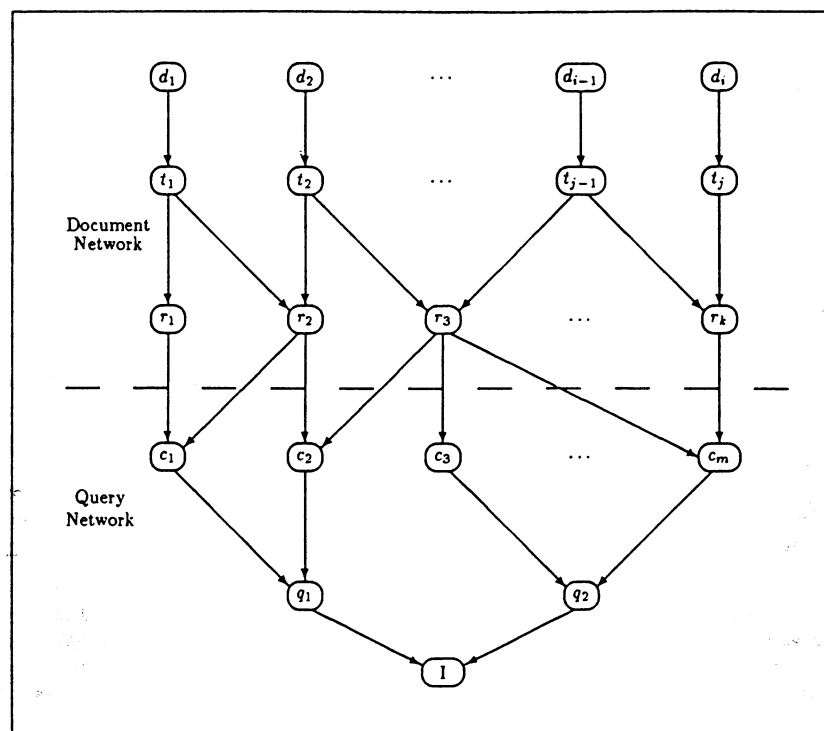 d₁ d₂ ... dᵢ₋₁ dᵢ
t₁ t₂ ... tⱼ₋₁ tⱼ
Document
Network
r₁ r₂ r₃ ... rₖ
c₁ c₂ c₃ ... cₘ
Query
Network
q₁ q₂
I